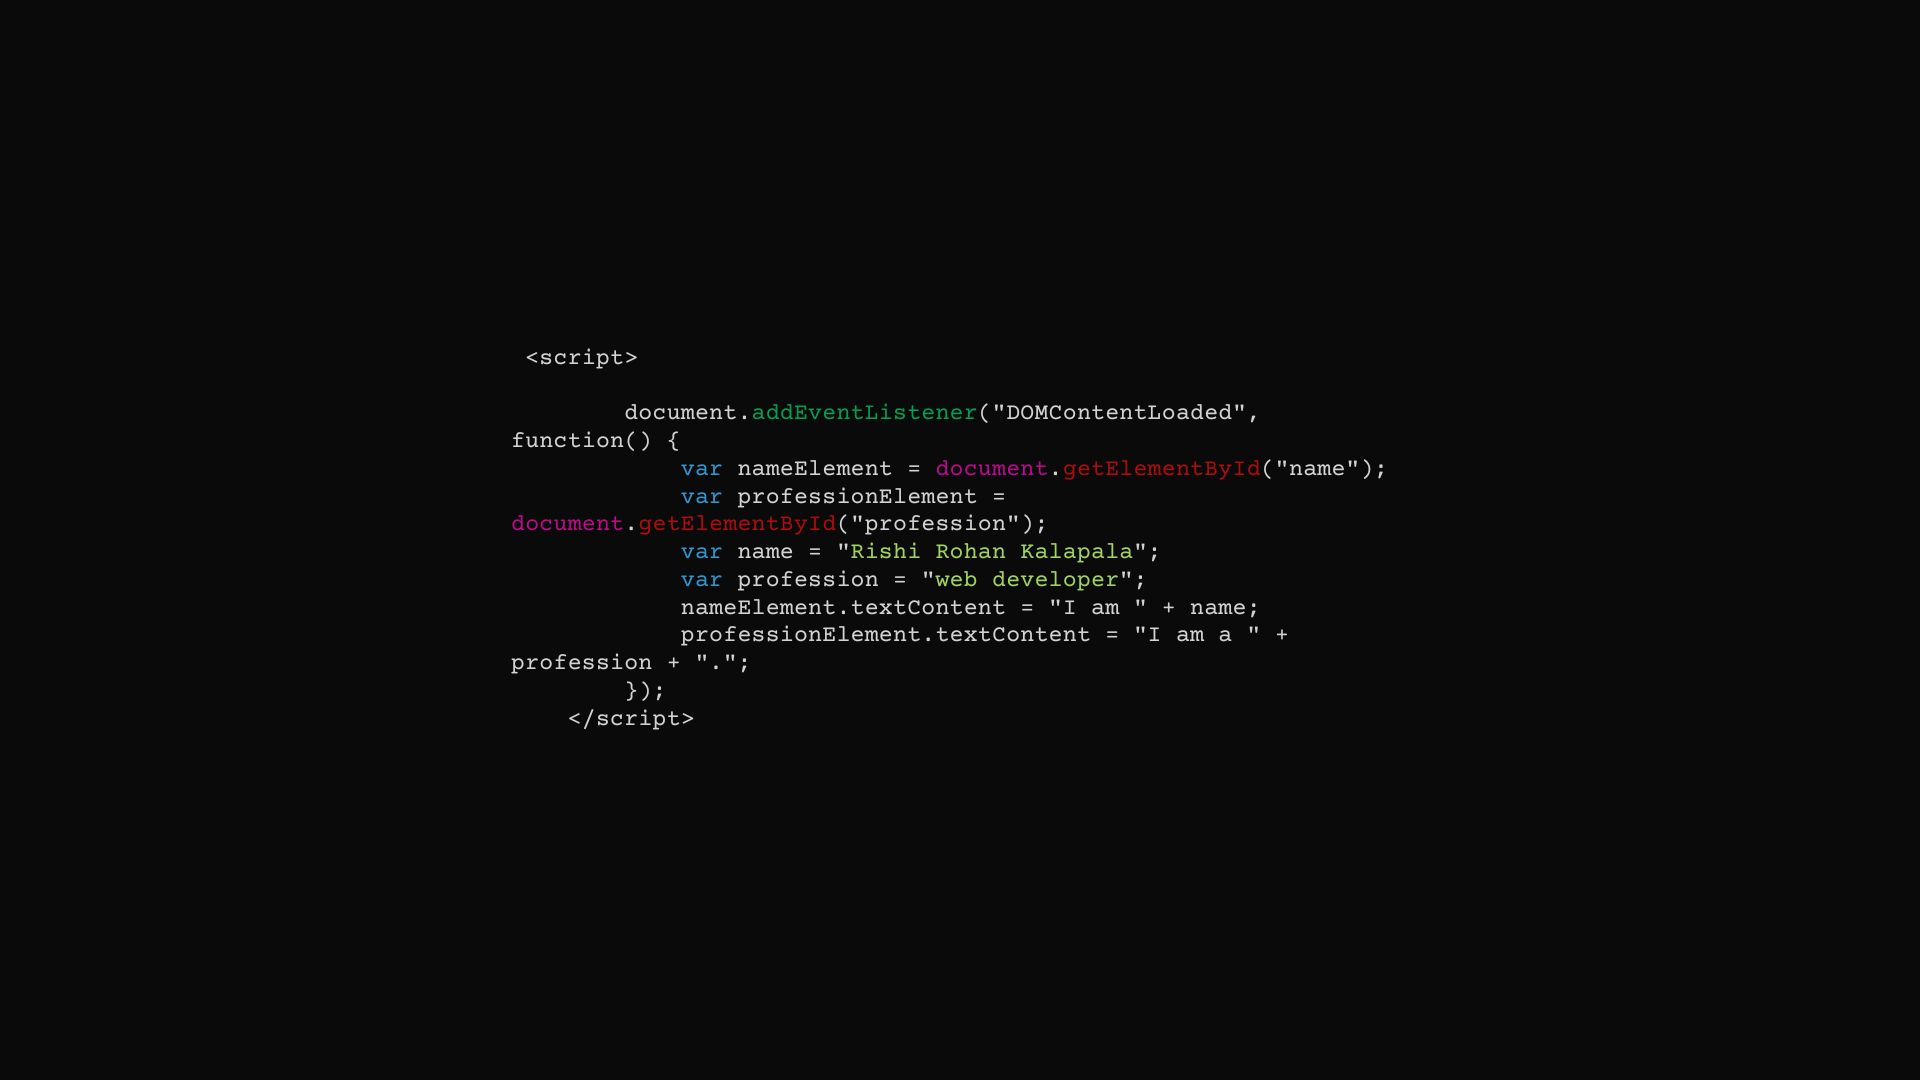 <script>
document.addEventListener("DOMContentLoaded",
function() {
var nameElement = document.getElementById("name");
var professionElement =
document.getElementById("profession");
var name = "Rishi Rohan Kalapala";
var profession = "web developer";
nameElement.textContent = "I am " + name;
professionElement.textContent = "I am a " +
profession + ".";
});
</script>